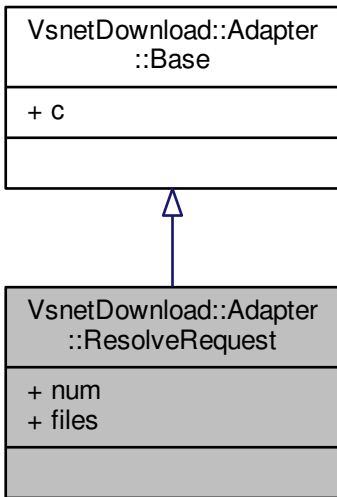 VsnetDownload::Adapter
::Base
+ c
VsnetDownload::Adapter
::ResolveRequest
+ num
+ files